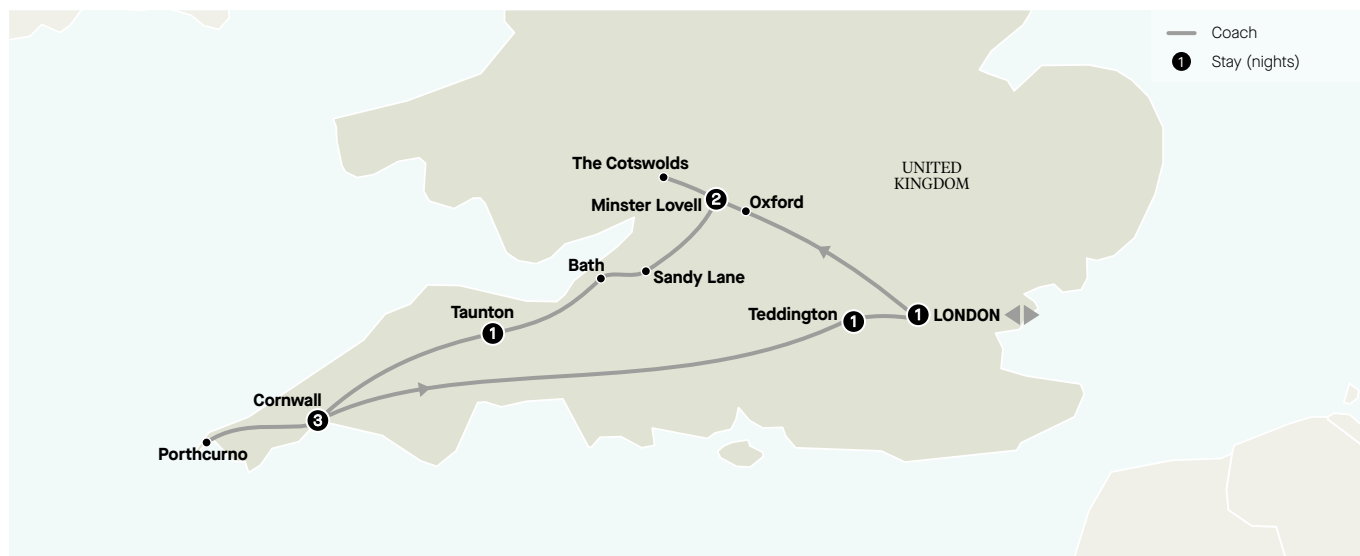 Coach
1 Stay (nights)
The Cotswolds
UNITED
KINGDOM
Minster Lovell 2 Oxford
Bath
Sandy Lane
Taunton
1
Teddington 1
1 LONDON
Cornwall
3
Porthcurno